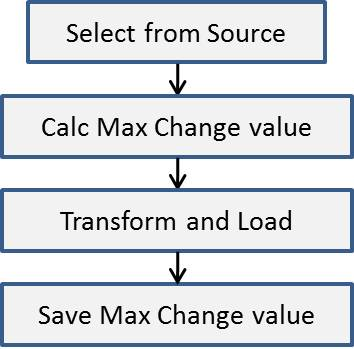 Select from Source
Calc Max Change value
Transform and Load
Save Max Change value